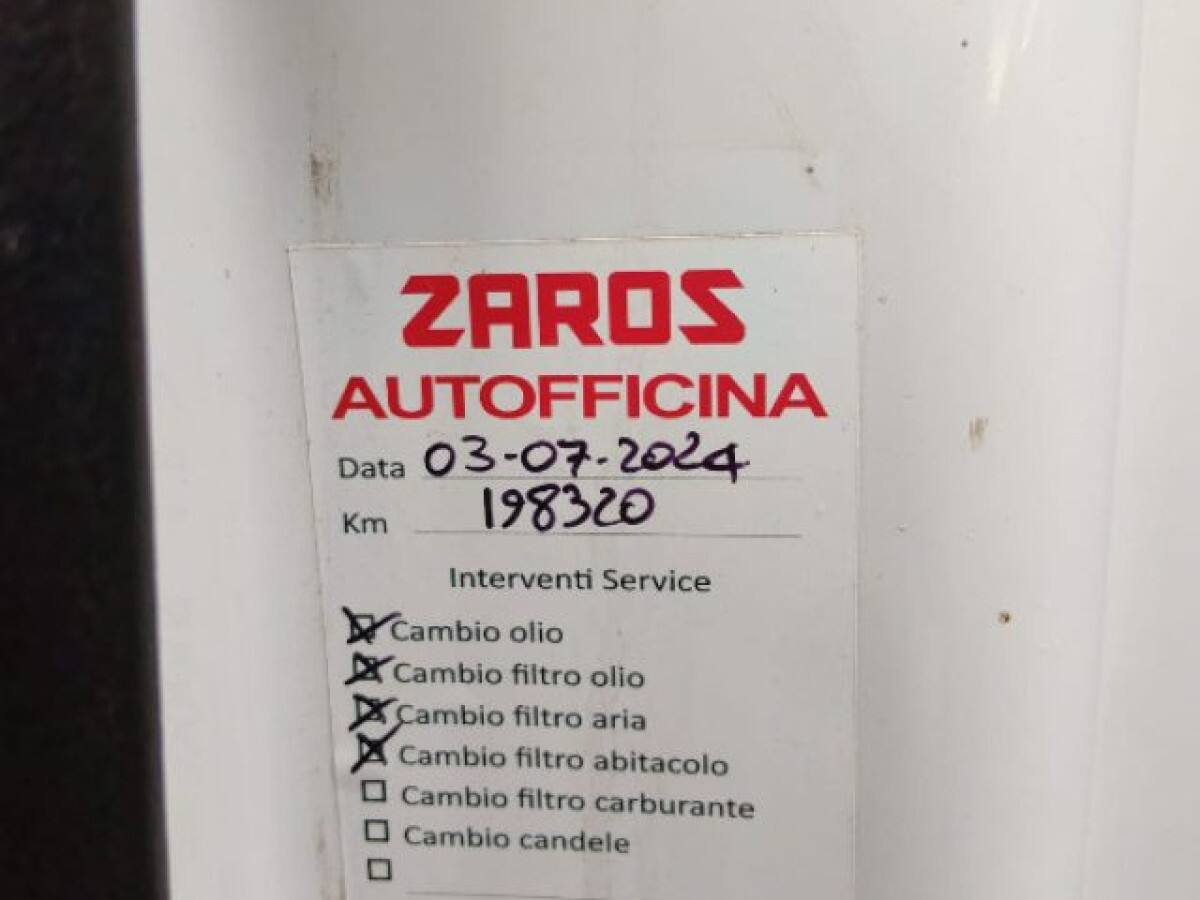 ZAROS
AUTOFFICINA
Data 03-07-2024
Km 198320
Interventi Service
Cambio olio
Cambio filtro olio
Cambio filtro aria
Cambio filtro abitacolo
Cambio filtro carburante
Cambio candele